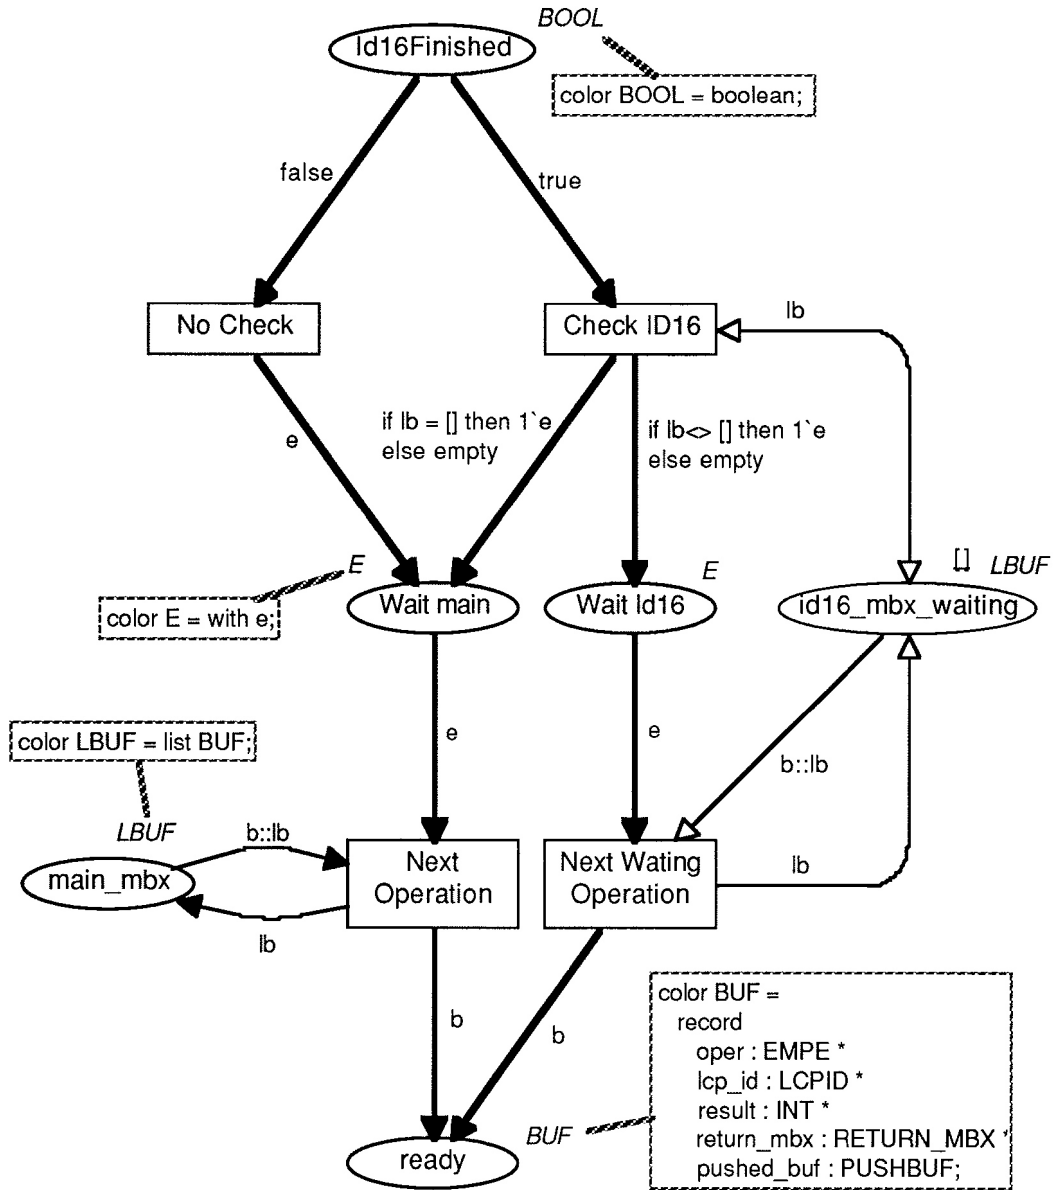 BOOL
Id16Finished
color BOOL = boolean;
false
true
No Check
Check ID16
lb
e
if lb = [] then 1`e
else empty
if lb<> [] then 1`e
else empty
E
E
[]
LBUF
color E = with e;
Wait main
Wait Id16
id16_mbx_waiting
e
e
color LBUF = list BUF;
b::lb
LBUF
b::lb
main_mbx
Next
Operation
Next Wating
Operation
lb
lb
b
b
color BUF =
record
oper : EMPE *
lcp_id : LCPID *
result : INT *
return_mbx : RETURN_MBX *
pushed_buf : PUSHBUF;
BUF
ready